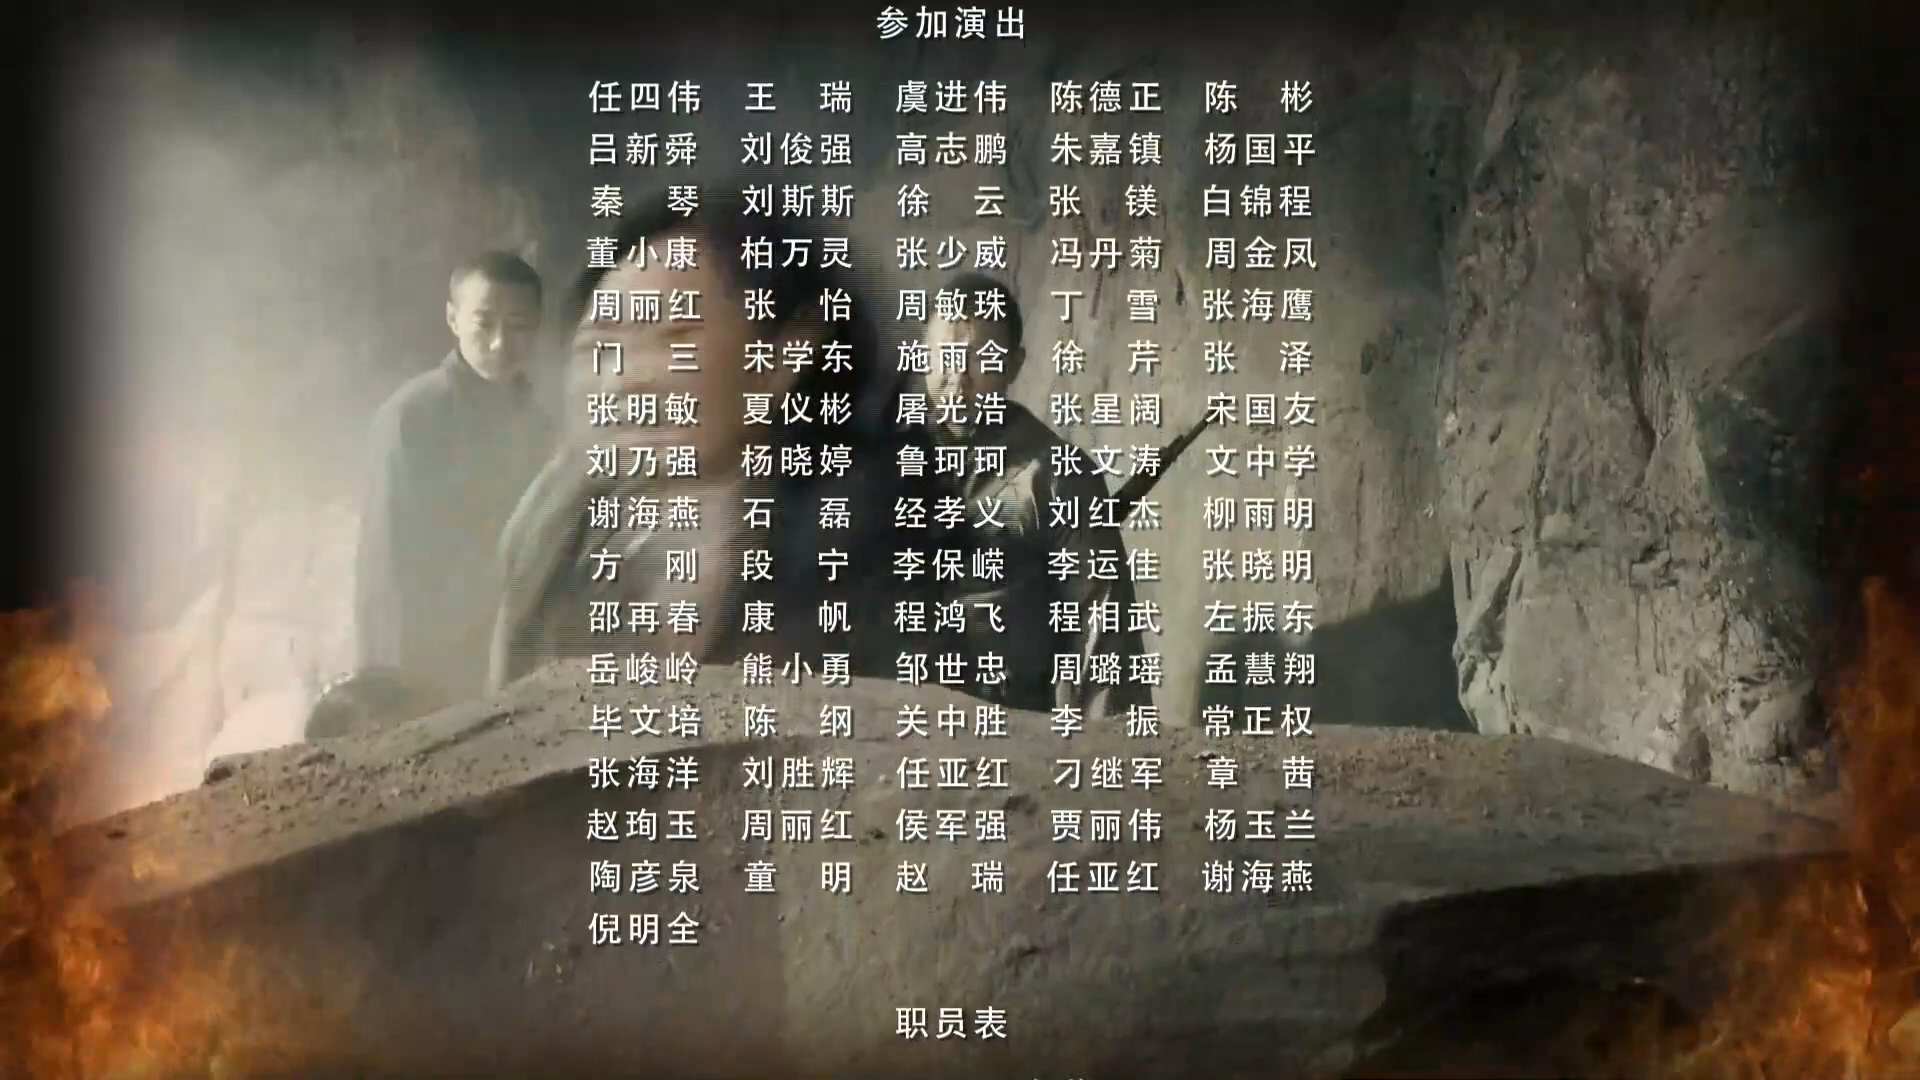 参加演出
任四伟 王 瑞 虞进伟 陈德正 陈 彬
吕新舜 刘俊强 高志鹏 朱嘉镇 杨国平
秦 琴 刘斯斯 徐 云 张 镁 白锦程
董小康 柏万灵 张少威 冯丹菊 周金凤
周丽红 张 怡 周敏珠 丁 雪 张海鹰
门 三 宋学东 施雨含 徐 芹 张 泽
张明敏 夏仪彬 屠光浩 张星阔 宋国友
刘乃强 杨晓婷 鲁珂珂 张文涛 文中学
谢海燕 石 磊 经孝义 刘红杰 柳雨明
方 刚 段 宁 李保嵘 李运佳 张晓明
邵再春 康 帆 程鸿飞 程相武 左振东
岳峻岭 熊小勇 邹世忠 周璐瑶 孟慧翔
毕文培 陈 纲 关中胜 李 振 常正权
张海洋 刘胜辉 任亚红 刁继军 章 茜
赵珣玉 周丽红 侯军强 贾丽伟 杨玉兰
陶彦泉 童 明 赵 瑞 任亚红 谢海燕
倪明全
职员表